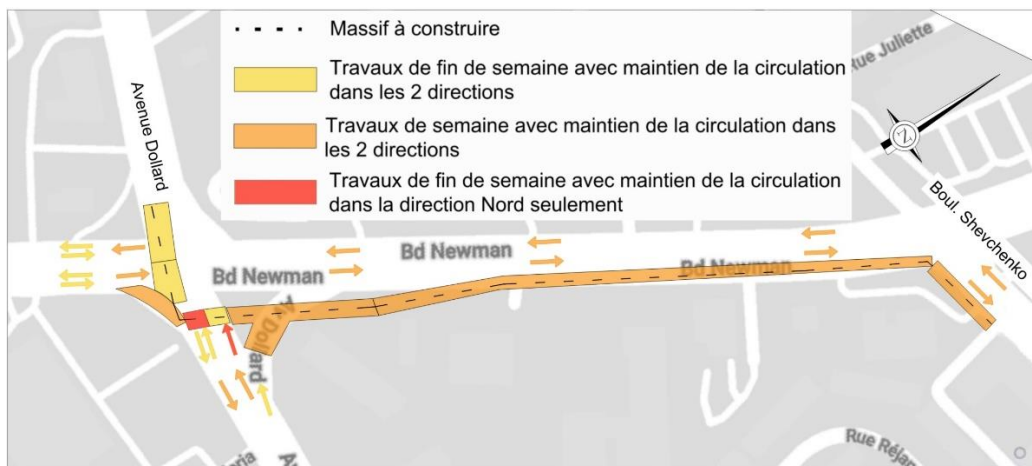 Massif à construire
Travaux de fin de semaine avec maintien de la circulation
dans les 2 directions
Travaux de semaine avec maintien de la circulation dans
les 2 directions
Travaux de fin de semaine avec maintien de la circulation
dans la direction Nord seulement
Rue Juliette
Avenue Dollard
N
Boul. Shevchenko
Bd Newman
Bd Newman
Bd Newman
Dollard
Rue Réjan